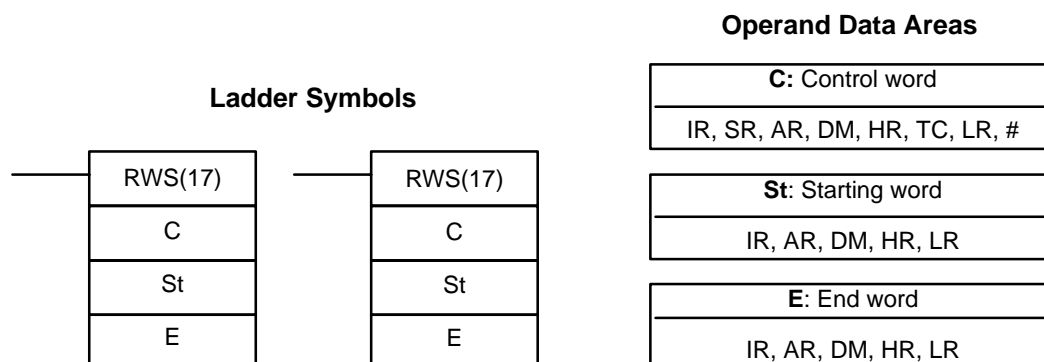 Operand Data Areas
Ladder Symbols
C: Control word
IR, SR, AR, DM, HR, TC, LR, #
RWS(17)
C
St
E
RWS(17)
C
St
E
St: Starting word
IR, AR, DM, HR, LR
E: End word
IR, AR, DM, HR, LR